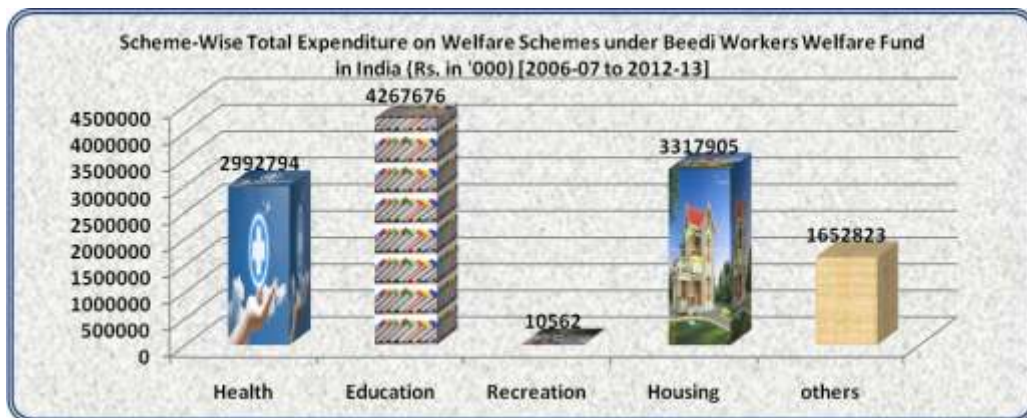 Scheme-Wise Total Expenditure on Welfare Schemes under Beedi Workers Welfare Fund
in India (Rs. in '000) [2006-07 to 2012-13]
4500000
4000000
3500000
3000000
2500000
2000000
1500000
1000000
500000
0
2992794
4267676
10562
3317905
1652823
Health
Education
Recreation
Housing
others